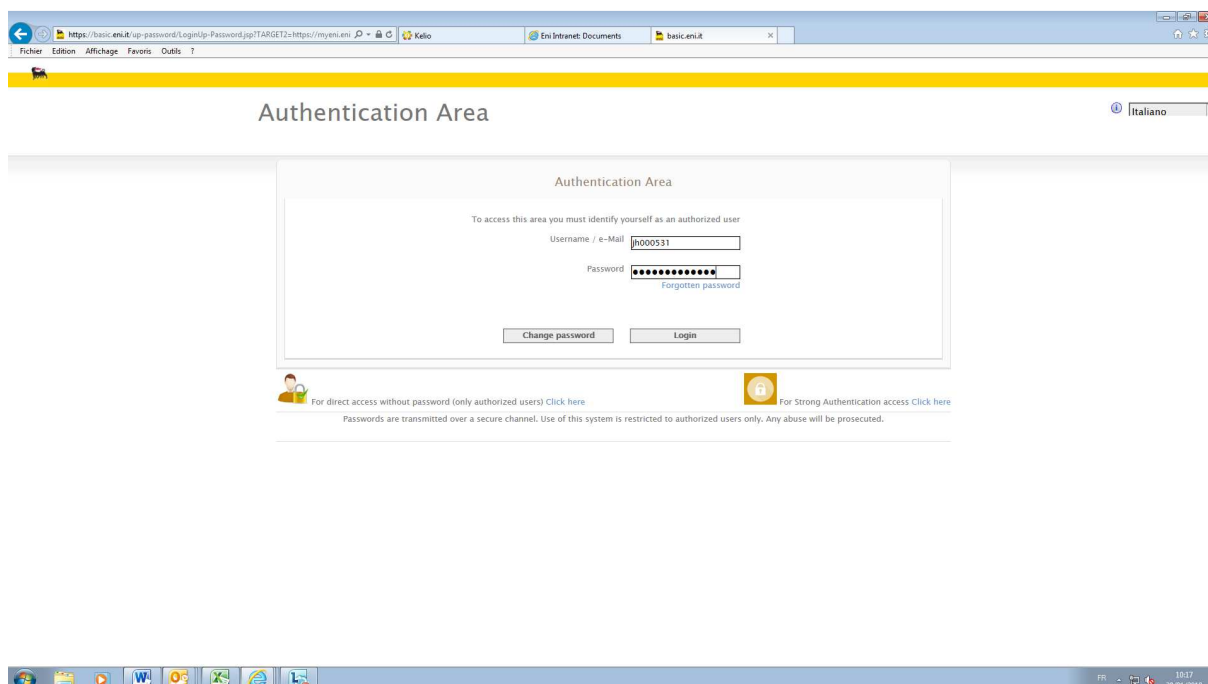 https://basic.eni.it/up-password/LoginUp-Password.jsp?TARGET2=https://myeni.eni
Kelio
Eni Intranet: Documents
basic.eni.it
Fichier Edition Affichage Favoris Outils ?
Authentication Area
Italiano
Authentication Area
To access this area you must identify yourself as an authorized user
Username / e-Mail jh000531
Password
Forgotten password
Change password Login
For direct access without password (only authorized users) Click here
For Strong Authentication access Click here
Passwords are transmitted over a secure channel. Use of this system is restricted to authorized users only. Any abuse will be prosecuted.
FR 10:17